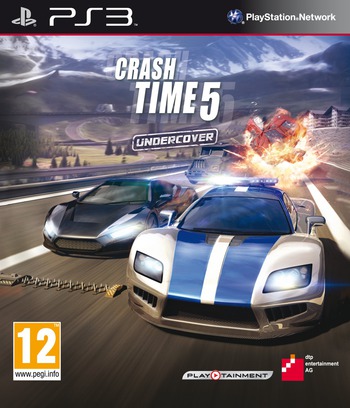 PS3
PlayStation®Network
CRASH
TIME 5
UNDERCOVER
12
www.pegi.info
PLAYTAINMENT
dtp
entertainment
AG